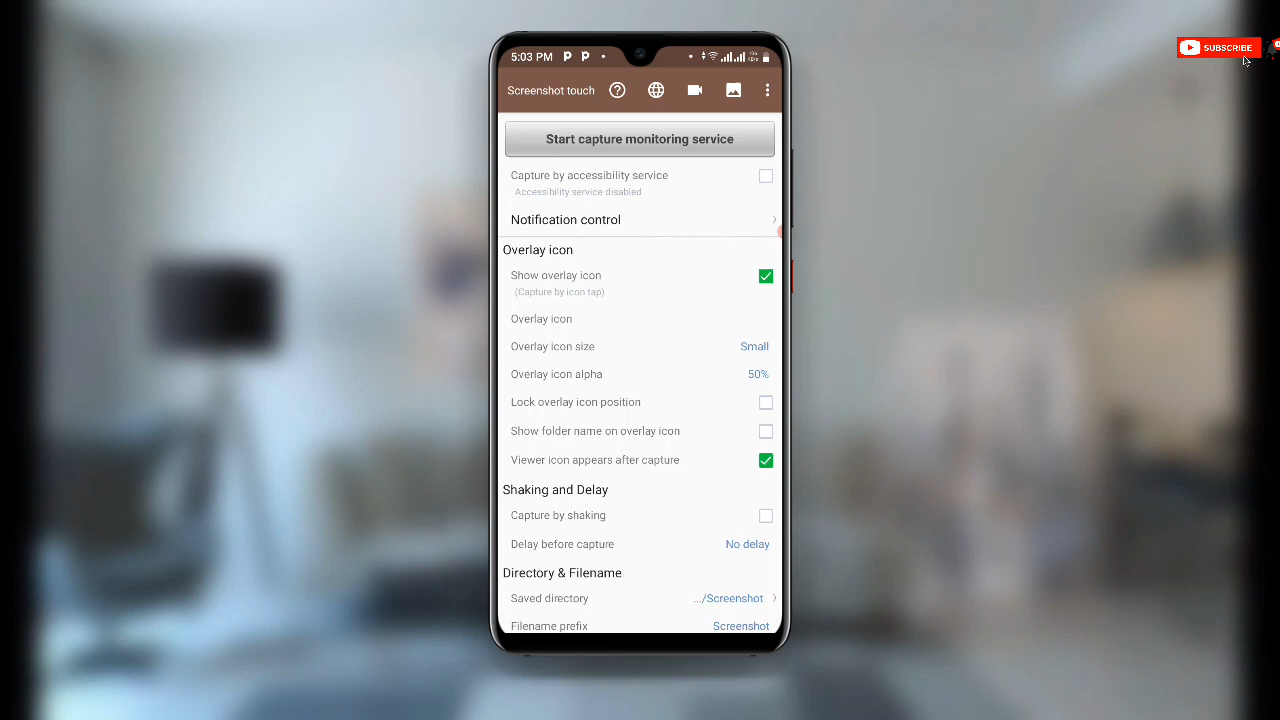 SUBSCRIBE
5:03 PM
Screenshot touch
Start capture monitoring service
Capture by accessibility service
Accessibility service disabled
Notification control
Overlay icon
Show overlay icon
(Capture by icon tap)
Overlay icon
Overlay icon size Small
Overlay icon alpha 50%
Lock overlay icon position
Show folder name on overlay icon
Viewer icon appears after capture
Shaking and Delay
Capture by shaking
Delay before capture No delay
Directory & Filename
Saved directory .../Screenshot
Filename prefix Screenshot